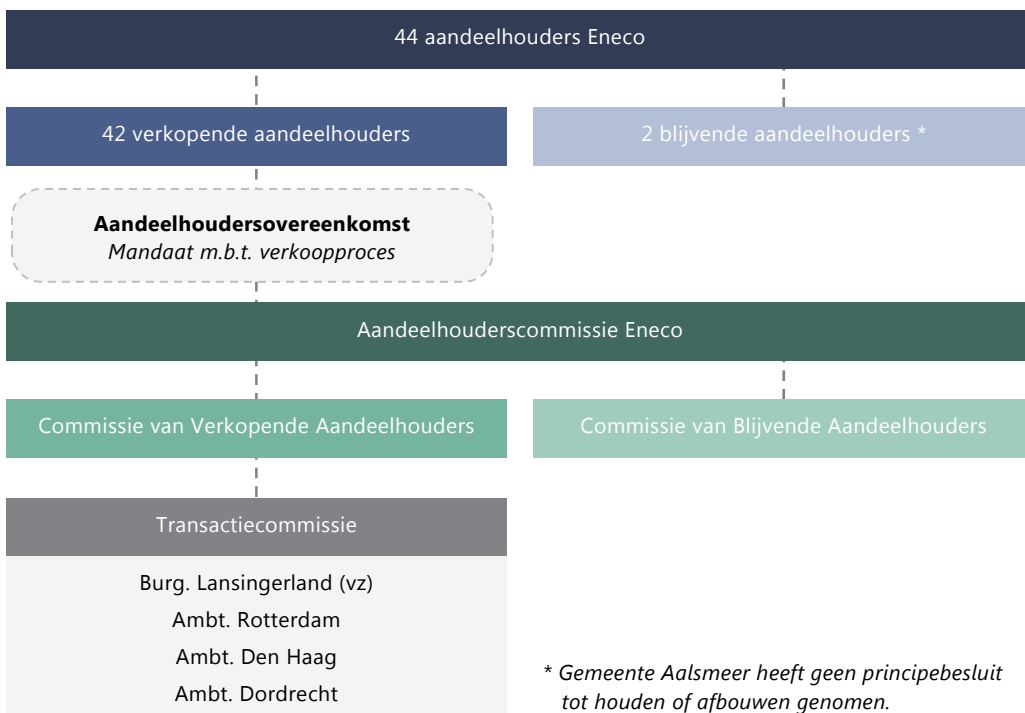 44 aandeelhouders Eneco
42 verkopende aandeelhouders
2 blijvende aandeelhouders *
Aandeelhoudersovereenkomst
Mandaat m.b.t. verkoopproces
Aandeelhouderscommissie Eneco
Commissie van Verkopende Aandeelhouders
Commissie van Blijvende Aandeelhouders
Transactiecommissie
Burg. Lansingerland (vz)
Ambt. Rotterdam
Ambt. Den Haag
Ambt. Dordrecht
* Gemeente Aalsmeer heeft geen principebesluit
tot houden of afbouwen genomen.